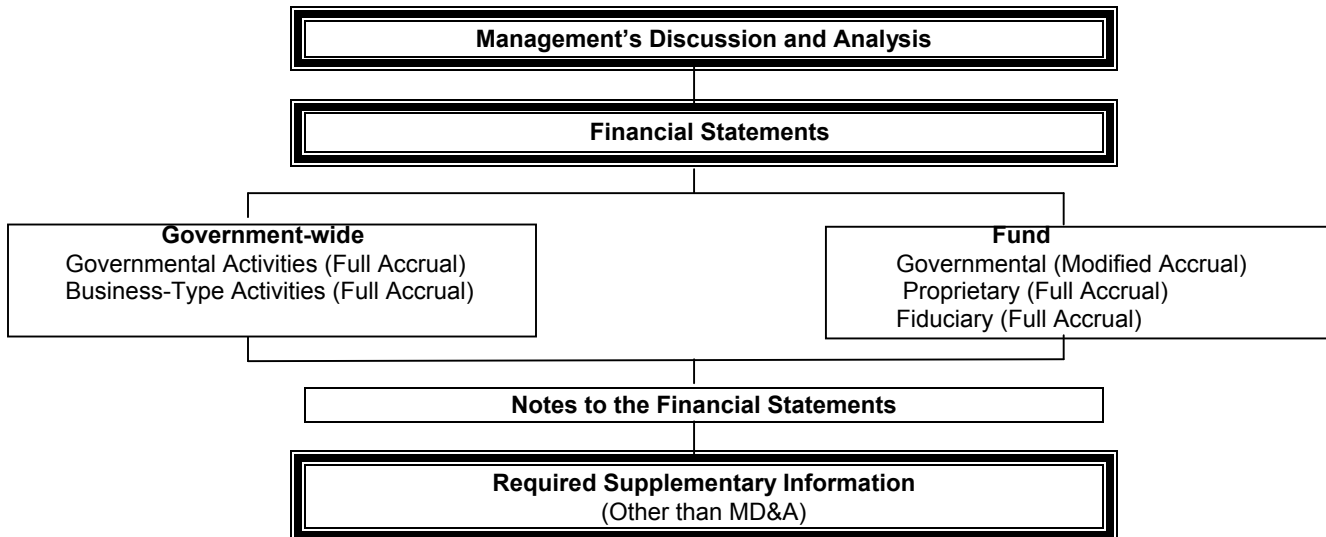 Management’s Discussion and Analysis
Financial Statements
Government-wide
Governmental Activities (Full Accrual)
Business-Type Activities (Full Accrual)
Fund
Governmental (Modified Accrual)
Proprietary (Full Accrual)
Fiduciary (Full Accrual)
Notes to the Financial Statements
Required Supplementary Information
(Other than MD&A)